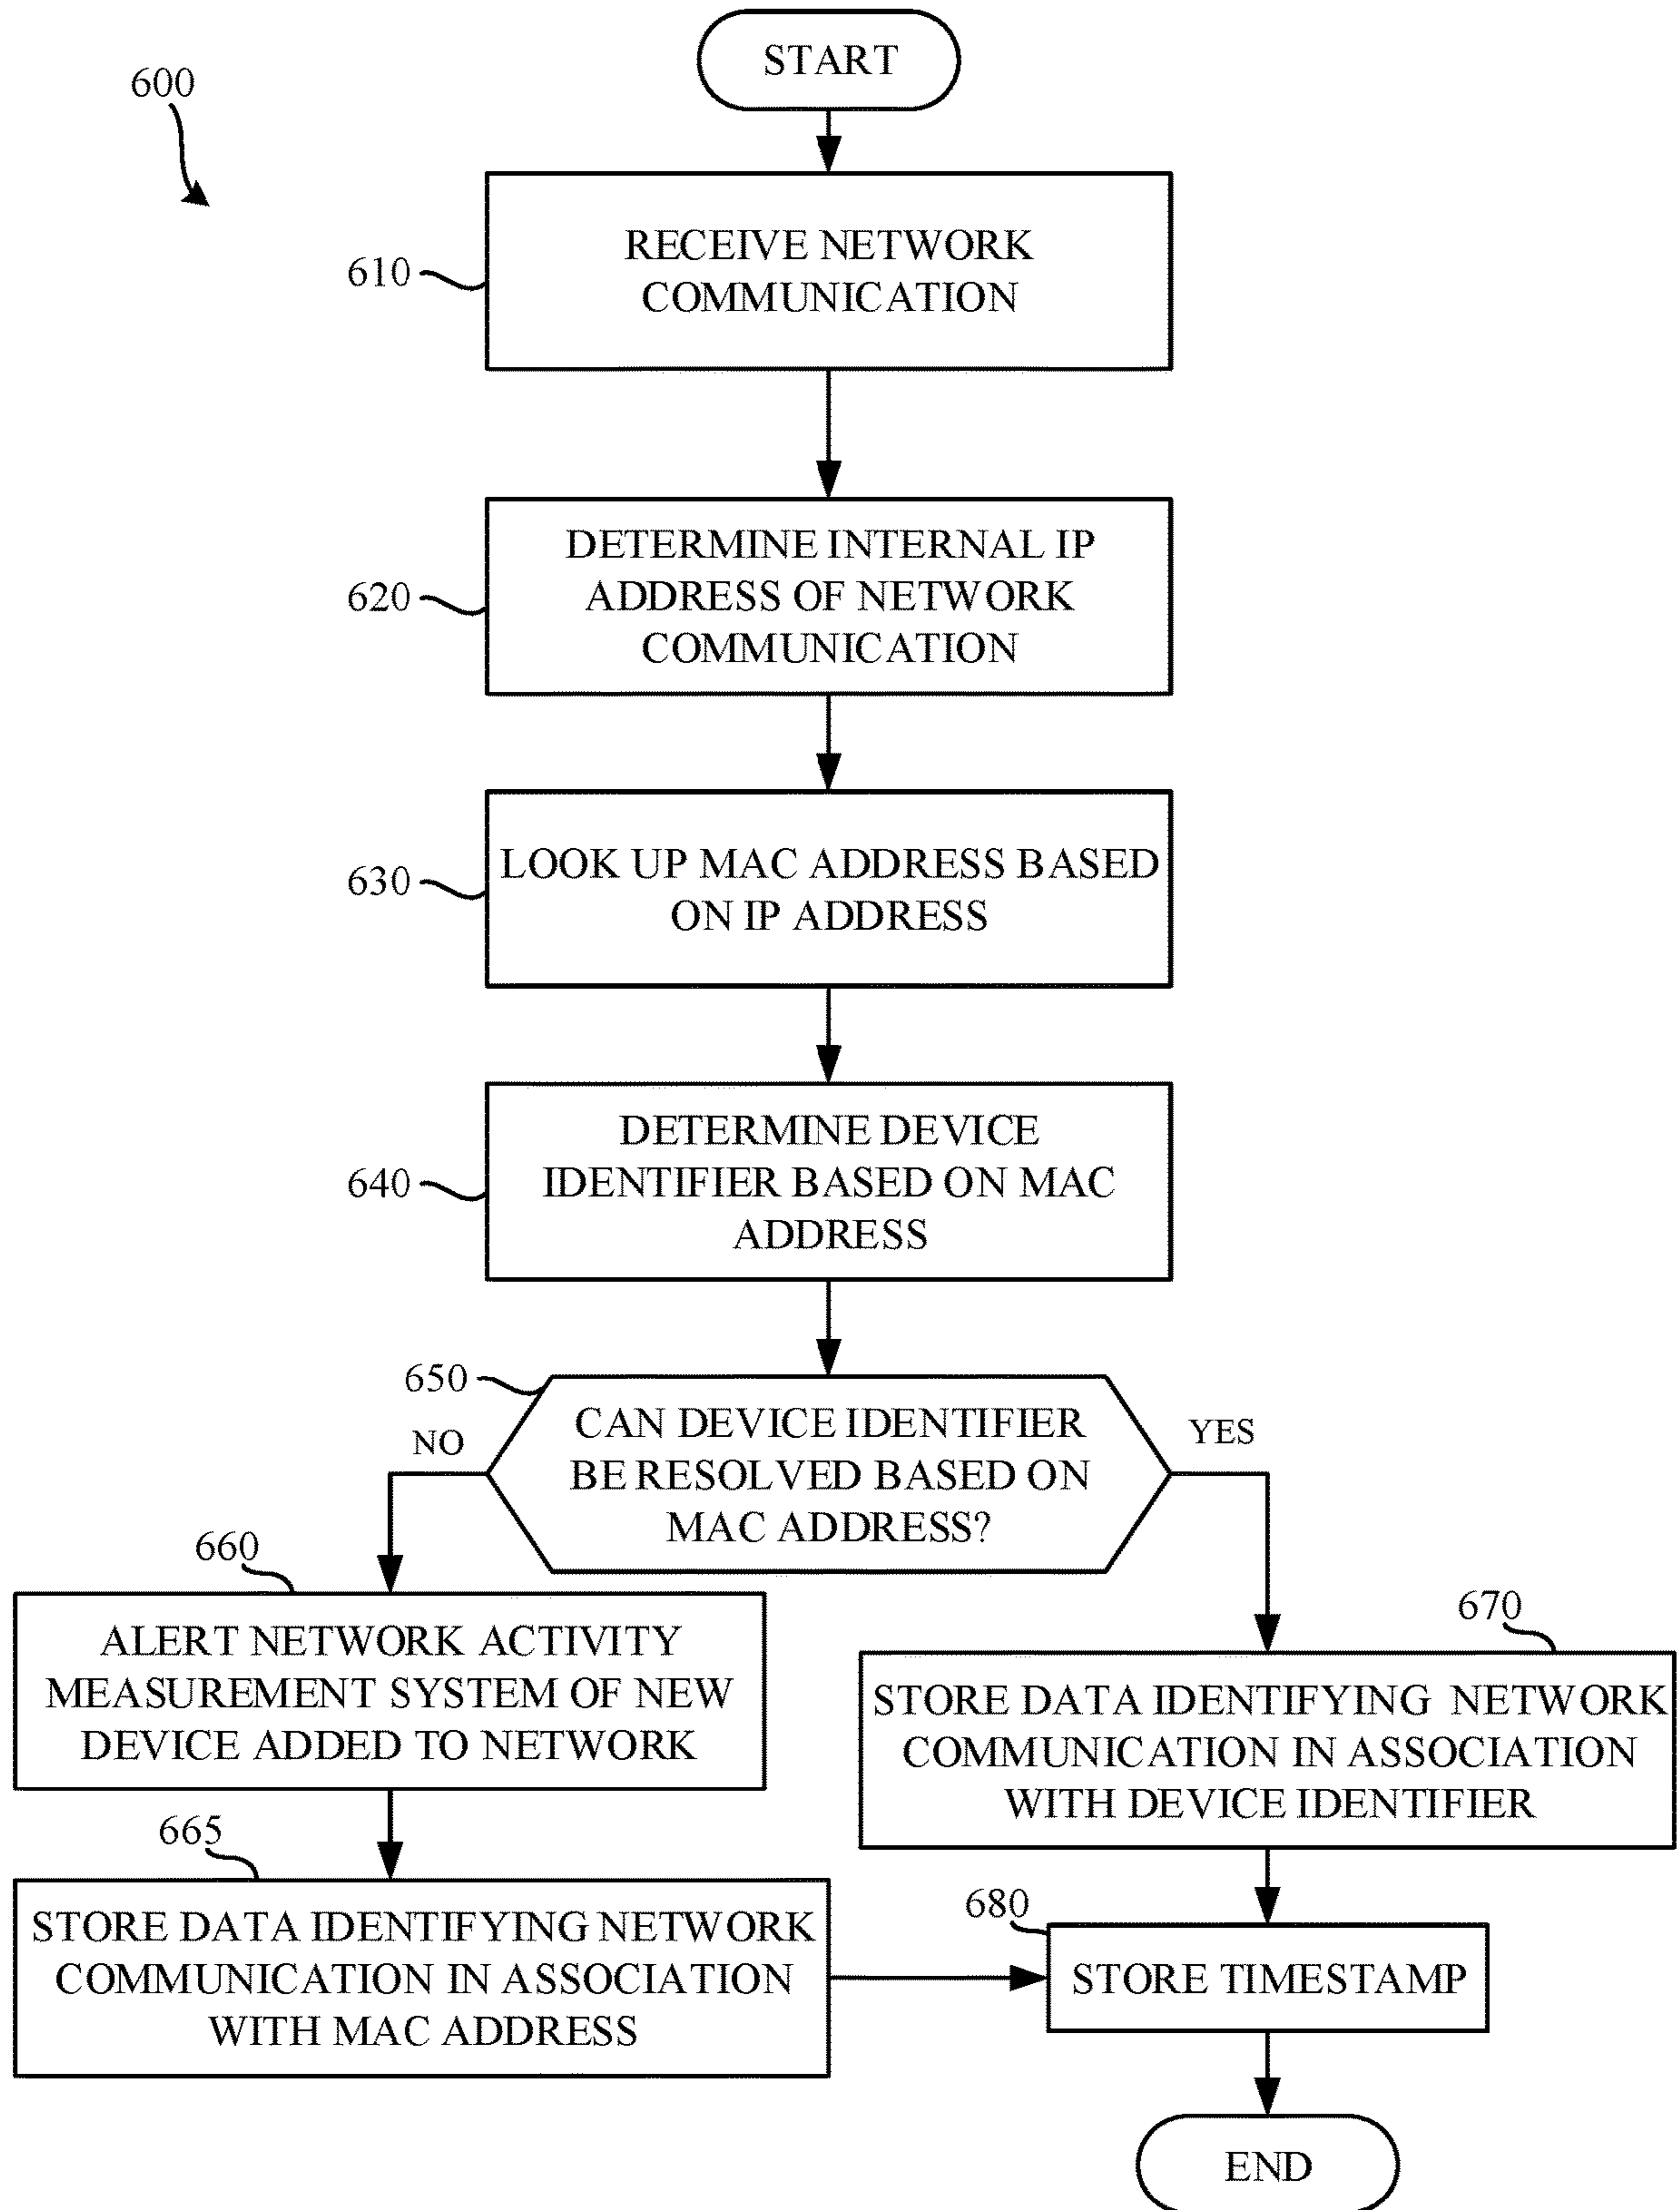 START
600
RECEIVE NETWORK
COMMUNICATION
610
DETERMINE INTERNAL IP
ADDRESS OF NETWORK
COMMUNICATION
620
LOOK UP MAC ADDRESS BASED
ON IP ADDRESS
630
DETERMINE DEVICE
IDENTIFIER BASED ON MAC
ADDRESS
640
650
CAN DEVICE IDENTIFIER
BE RESOLVED BASED ON
MAC ADDRESS?
NO
YES
660
ALERT NETWORK ACTIVITY
MEASUREMENT SYSTEM OF NEW
DEVICE ADDED TO NETWORK
670
STORE DATA IDENTIFYING NETWORK
COMMUNICATION IN ASSOCIATION
WITH DEVICE IDENTIFIER
665
STORE DATA IDENTIFYING NETWORK
COMMUNICATION IN ASSOCIATION
WITH MAC ADDRESS
680
STORE TIMESTAMP
END